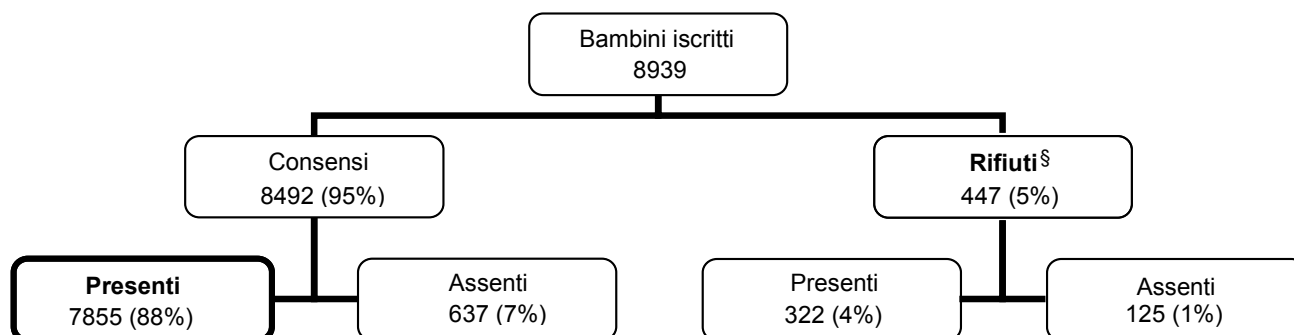 Bambini iscritti
8939
Consensi
8492 (95%)
Rifiuti§
447 (5%)
Presenti
7855 (88%)
Assenti
637 (7%)
Presenti
322 (4%)
Assenti
125 (1%)